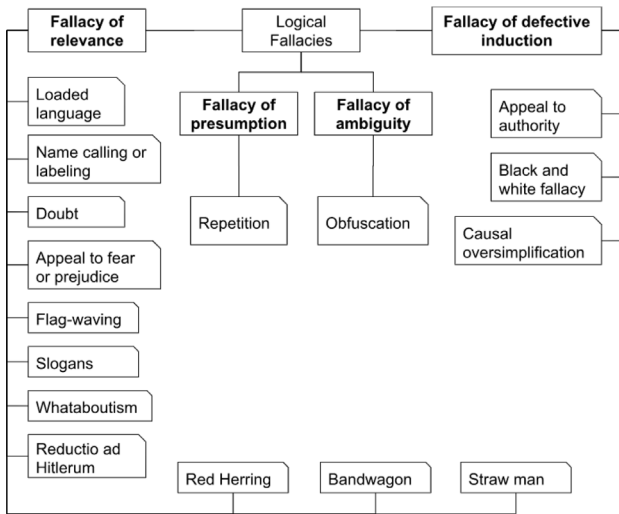 Fallacy of
relevance
Logical
Fallacies
Fallacy of defective
induction
Loaded
language
Fallacy of
presumption
Fallacy of
ambiguity
Appeal to
authority
Name calling or
labeling
Black and
white fallacy
Doubt
Repetition
Obfuscation
Causal
oversimplification
Appeal to fear
or prejudice
Flag-waving
Slogans
Whataboutism
Reductio ad
Hitlerum
Red Herring
Bandwagon
Straw man